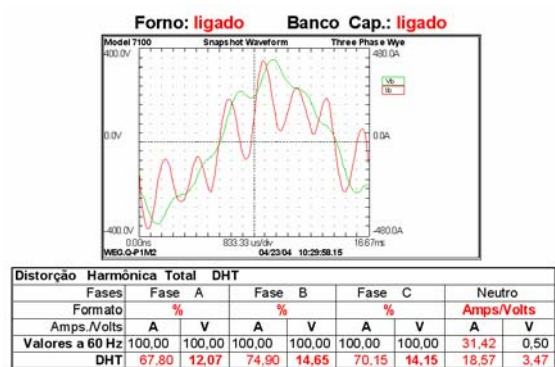 Forno: ligado Banco Cap.: ligado
Model 7100 Snapshot Waveform Three Phase Wye
400.0V 480.0A
Vb
Ib
0.0V 0.0A
-400.0V -480.0A
0.00ns 833.33 us/div 16.67ms
WEG.Q-P1M2 04/23/04 10:29:58.15
Distorção Harmônica Total DHT
Fases Fase A Fase B Fase C Neutro
Formato % % % Amps/Volts
Amps./Volts A V A V A V A V
Valores a 60 Hz 100,00 100,00 100,00 100,00 100,00 100,00 31,42 0,50
DHT 67,80 12,07 74,90 14,65 70,15 14,15 18,57 3,47